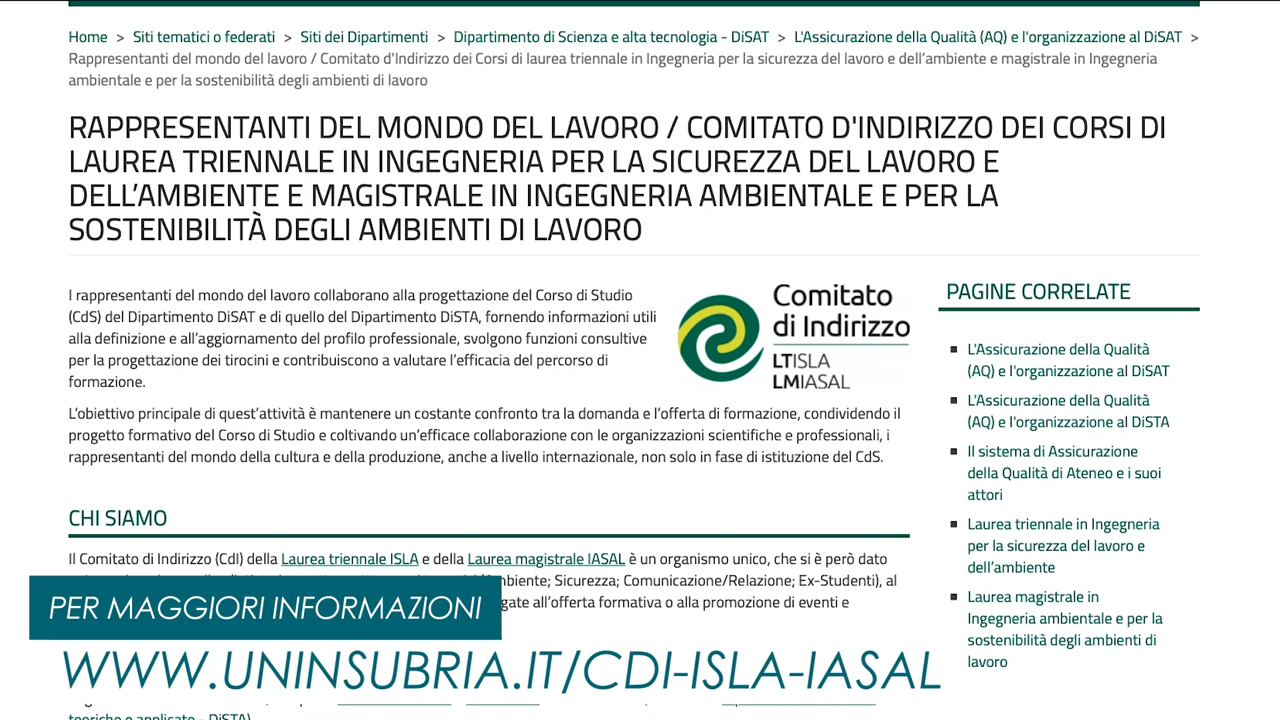 Home > Siti tematici o federati > Siti dei Dipartimenti > Dipartimento di Scienza e alta tecnologia - DiSAT > L'Assicurazione della Qualità (AQ) e l'organizzazione al DiSAT >
Rappresentanti del mondo del lavoro / Comitato d'Indirizzo dei Corsi di laurea triennale in Ingegneria per la sicurezza del lavoro e dell’ambiente e magistrale in Ingegneria
ambientale e per la sostenibilità degli ambienti di lavoro
RAPPRESENTANTI DEL MONDO DEL LAVORO / COMITATO D'INDIRIZZO DEI CORSI DI
LAUREA TRIENNALE IN INGEGNERIA PER LA SICUREZZA DEL LAVORO E
DELL’AMBIENTE E MAGISTRALE IN INGEGNERIA AMBIENTALE E PER LA
SOSTENIBILITÀ DEGLI AMBIENTI DI LAVORO
I rappresentanti del mondo del lavoro collaborano alla progettazione del Corso di Studio
(CdS) del Dipartimento DiSAT e di quello del Dipartimento DiSTA, fornendo informazioni utili
alla definizione e all’aggiornamento del profilo professionale, svolgono funzioni consultive
per la progettazione dei tirocini e contribuiscono a valutare l’efficacia del percorso di
formazione.
Comitato
di Indirizzo
LTISLA
LMIASAL
L’obiettivo principale di quest’attività è mantenere un costante confronto tra la domanda e l’offerta di formazione, condividendo il
progetto formativo del Corso di Studio e coltivando un’efficace collaborazione con le organizzazioni scientifiche e professionali, i
rappresentanti del mondo della cultura e della produzione, anche a livello internazionale, non solo in fase di istituzione del CdS.
CHI SIAMO
Il Comitato di Indirizzo (CdI) della Laurea triennale ISLA e della Laurea magistrale IASAL è un organismo unico, che si è però dato
Sicurezza; Comunicazione/Relazione; Ex-Studenti), al
all’offerta formativa o alla promozione di eventi e
PER MAGGIORI INFORMAZIONI
WWW.UNINSUBRIA.IT/CDI-ISLA-IASAL
teoriche e applicate - DiSTA)
PAGINE CORRELATE
L'Assicurazione della Qualità
(AQ) e l'organizzazione al DiSAT
L'Assicurazione della Qualità
(AQ) e l'organizzazione al DiSTA
Il sistema di Assicurazione
della Qualità di Ateneo e i suoi
attori
Laurea triennale in Ingegneria
per la sicurezza del lavoro e
dell’ambiente
Laurea magistrale in
Ingegneria ambientale e per la
sostenibilità degli ambienti di
lavoro